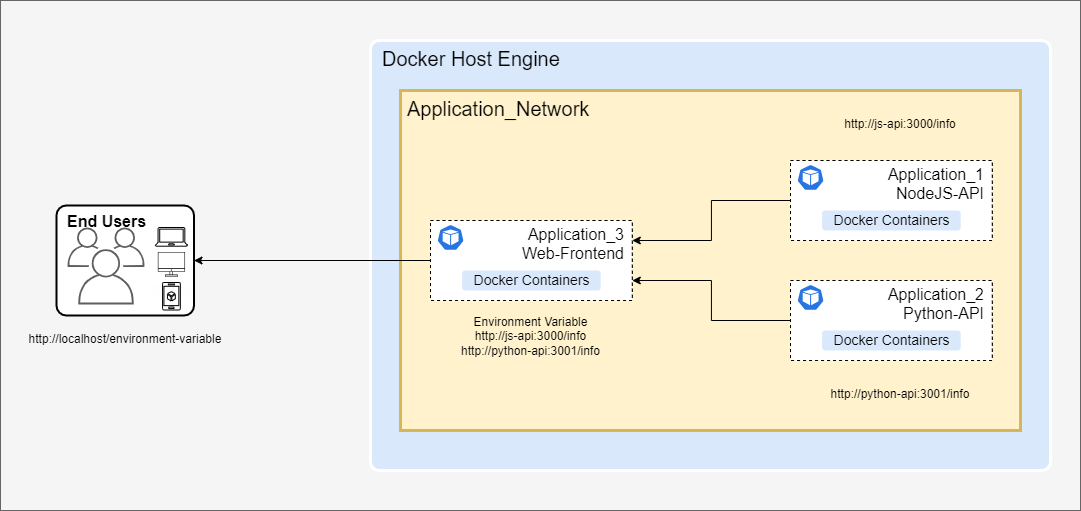 Docker Host Engine
Application_Network
http://js-api:3000/info
Application_1
NodeJS-API
Docker Containers
End Users
Application_3
Web-Frontend
Docker Containers
Application_2
Python-API
Docker Containers
Environment Variable
http://js-api:3000/info
http://python-api:3001/info
http://localhost/environment-variable
http://python-api:3001/info